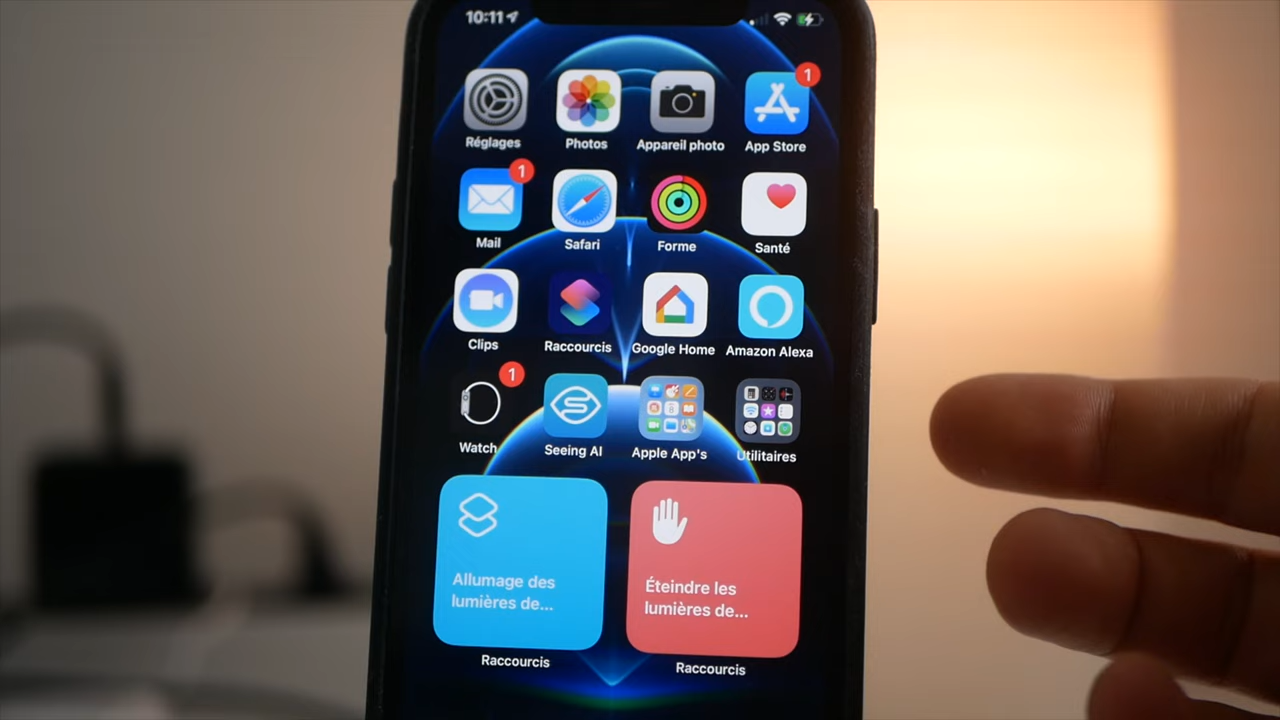 10:11
Réglages
Photos
Appareil photo
App Store
1
Mail
1
Safari
Forme
Santé
Clips
Raccourcis
Google Home
Amazon Alexa
Watch
1
Seeing AI
Apple App's
Utilitaires
Allumage des
lumières de...
Raccourcis
Éteindre les
lumières de...
Raccourcis